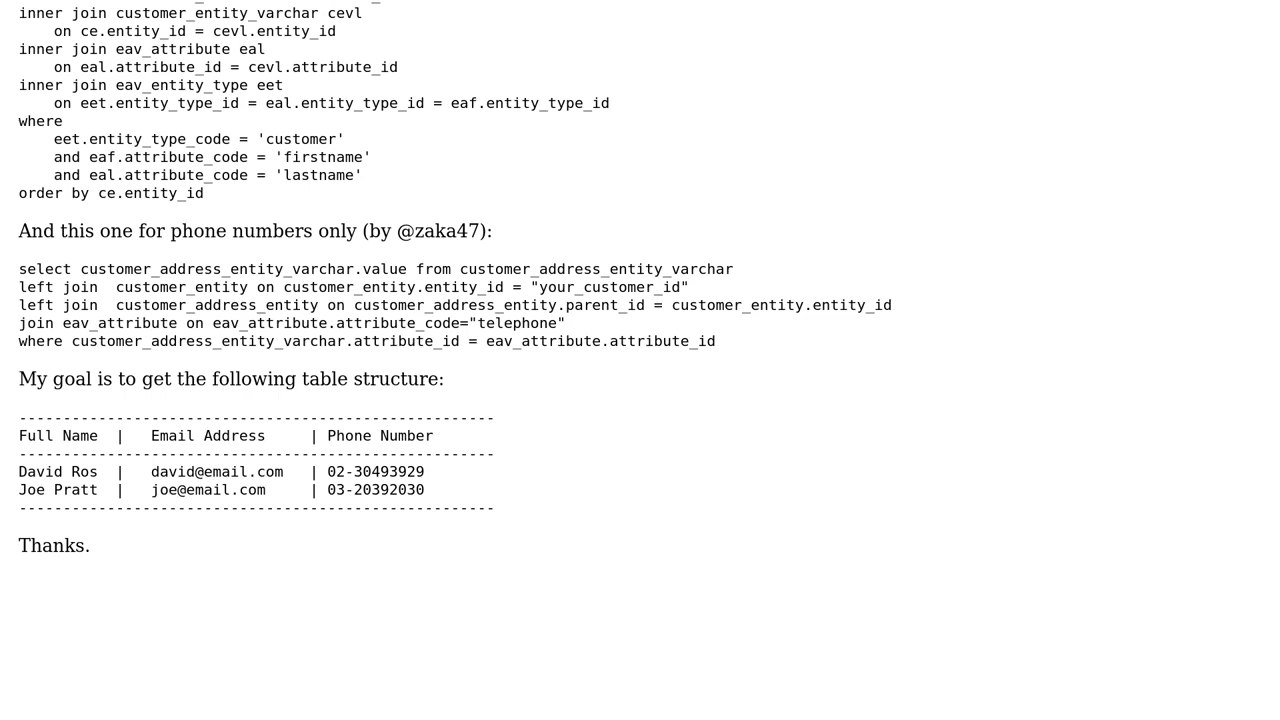 inner join customer_entity_varchar cevl
    on ce.entity_id = cevl.entity_id
inner join eav_attribute eal
    on eal.attribute_id = cevl.attribute_id
inner join eav_entity_type eet
    on eet.entity_type_id = eal.entity_type_id = eaf.entity_type_id
where
    eet.entity_type_code = 'customer'
    and eaf.attribute_code = 'firstname'
    and eal.attribute_code = 'lastname'
order by ce.entity_id
And this one for phone numbers only (by @zaka47):
select customer_address_entity_varchar.value from customer_address_entity_varchar
left join  customer_entity on customer_entity.entity_id = "your_customer_id"
left join  customer_address_entity on customer_address_entity.parent_id = customer_entity.entity_id
join eav_attribute on eav_attribute.attribute_code="telephone"
where customer_address_entity_varchar.attribute_id = eav_attribute.attribute_id
My goal is to get the following table structure:
------------------------------------------------------
Full Name  |   Email Address     | Phone Number
------------------------------------------------------
David Ros  |   david@email.com   | 02-30493929
Joe Pratt  |   joe@email.com     | 03-20392030
------------------------------------------------------
Thanks.